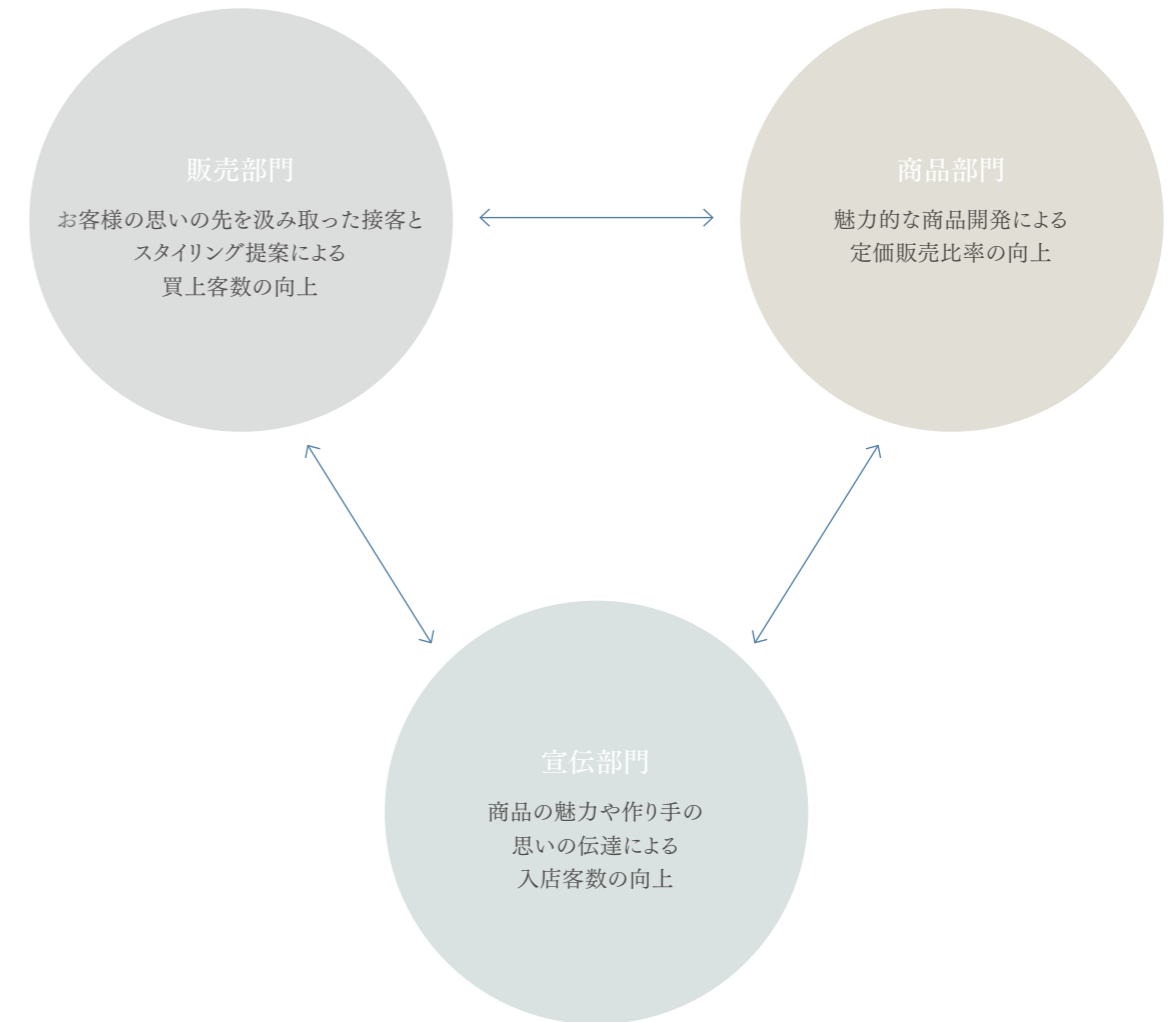 販売部門
お客様の思いの先を汲み取った接客と
スタイリング提案による
買上客数の向上
商品部門
魅力的な商品開発による
定価販売比率の向上
宣伝部門
商品の魅力や作り手の
思いの伝達による
入店客数の向上